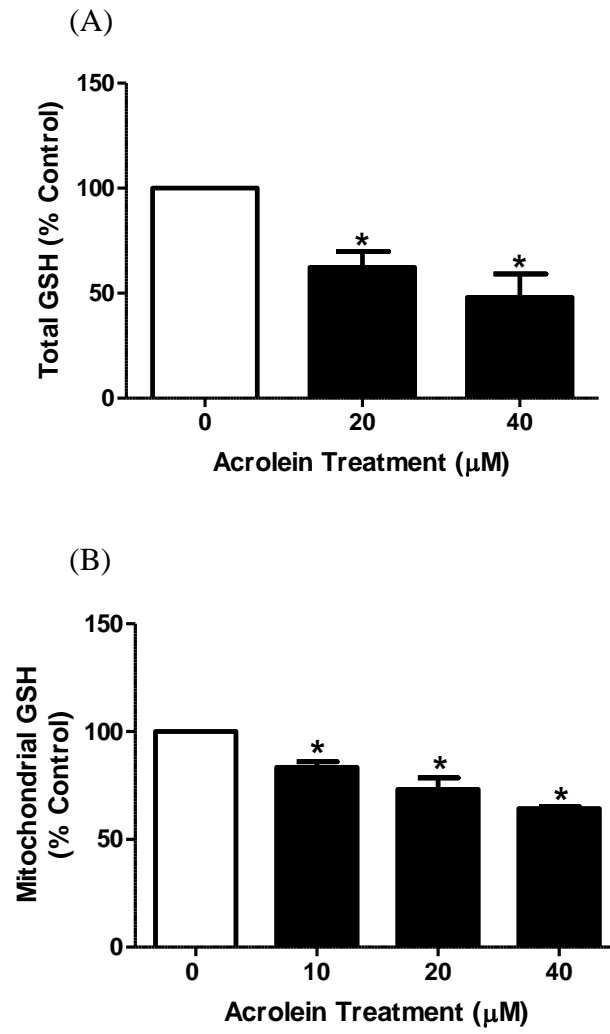 (A)
150
100
50
0
Total GSH (% Control)
* *
0 20 40
Acrolein Treatment (μM)
(B)
150
100
50
0
Mitochondrial GSH
(% Control)
* * *
0 10 20 40
Acrolein Treatment (μM)